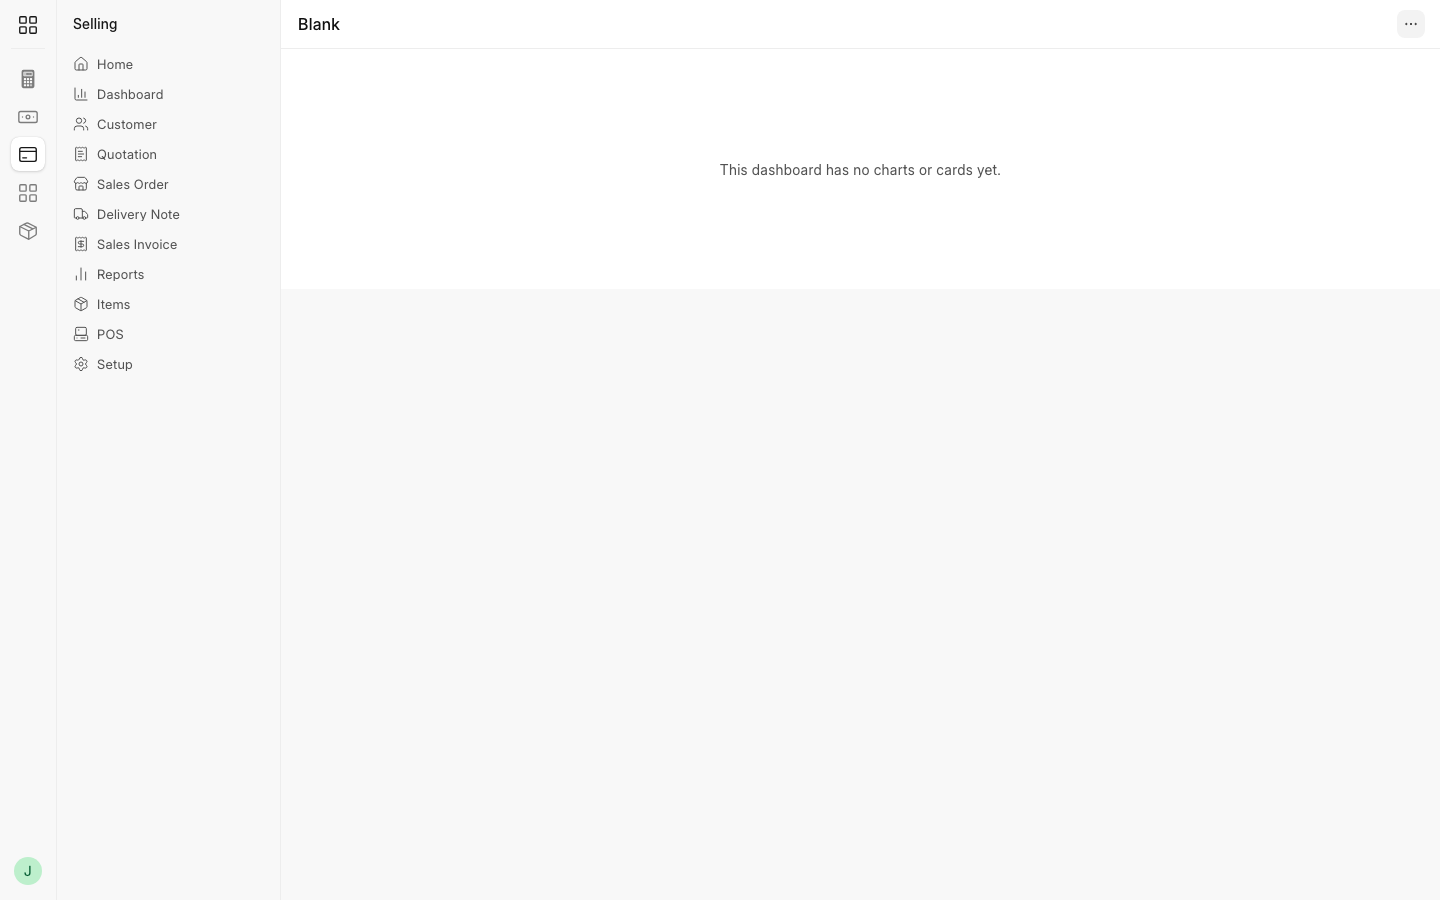 Selling
Home
Dashboard
Customer
Quotation
Sales Order
Delivery Note
Sales Invoice
Reports
Items
POS
Setup
J
Blank
This dashboard has no charts or cards yet.